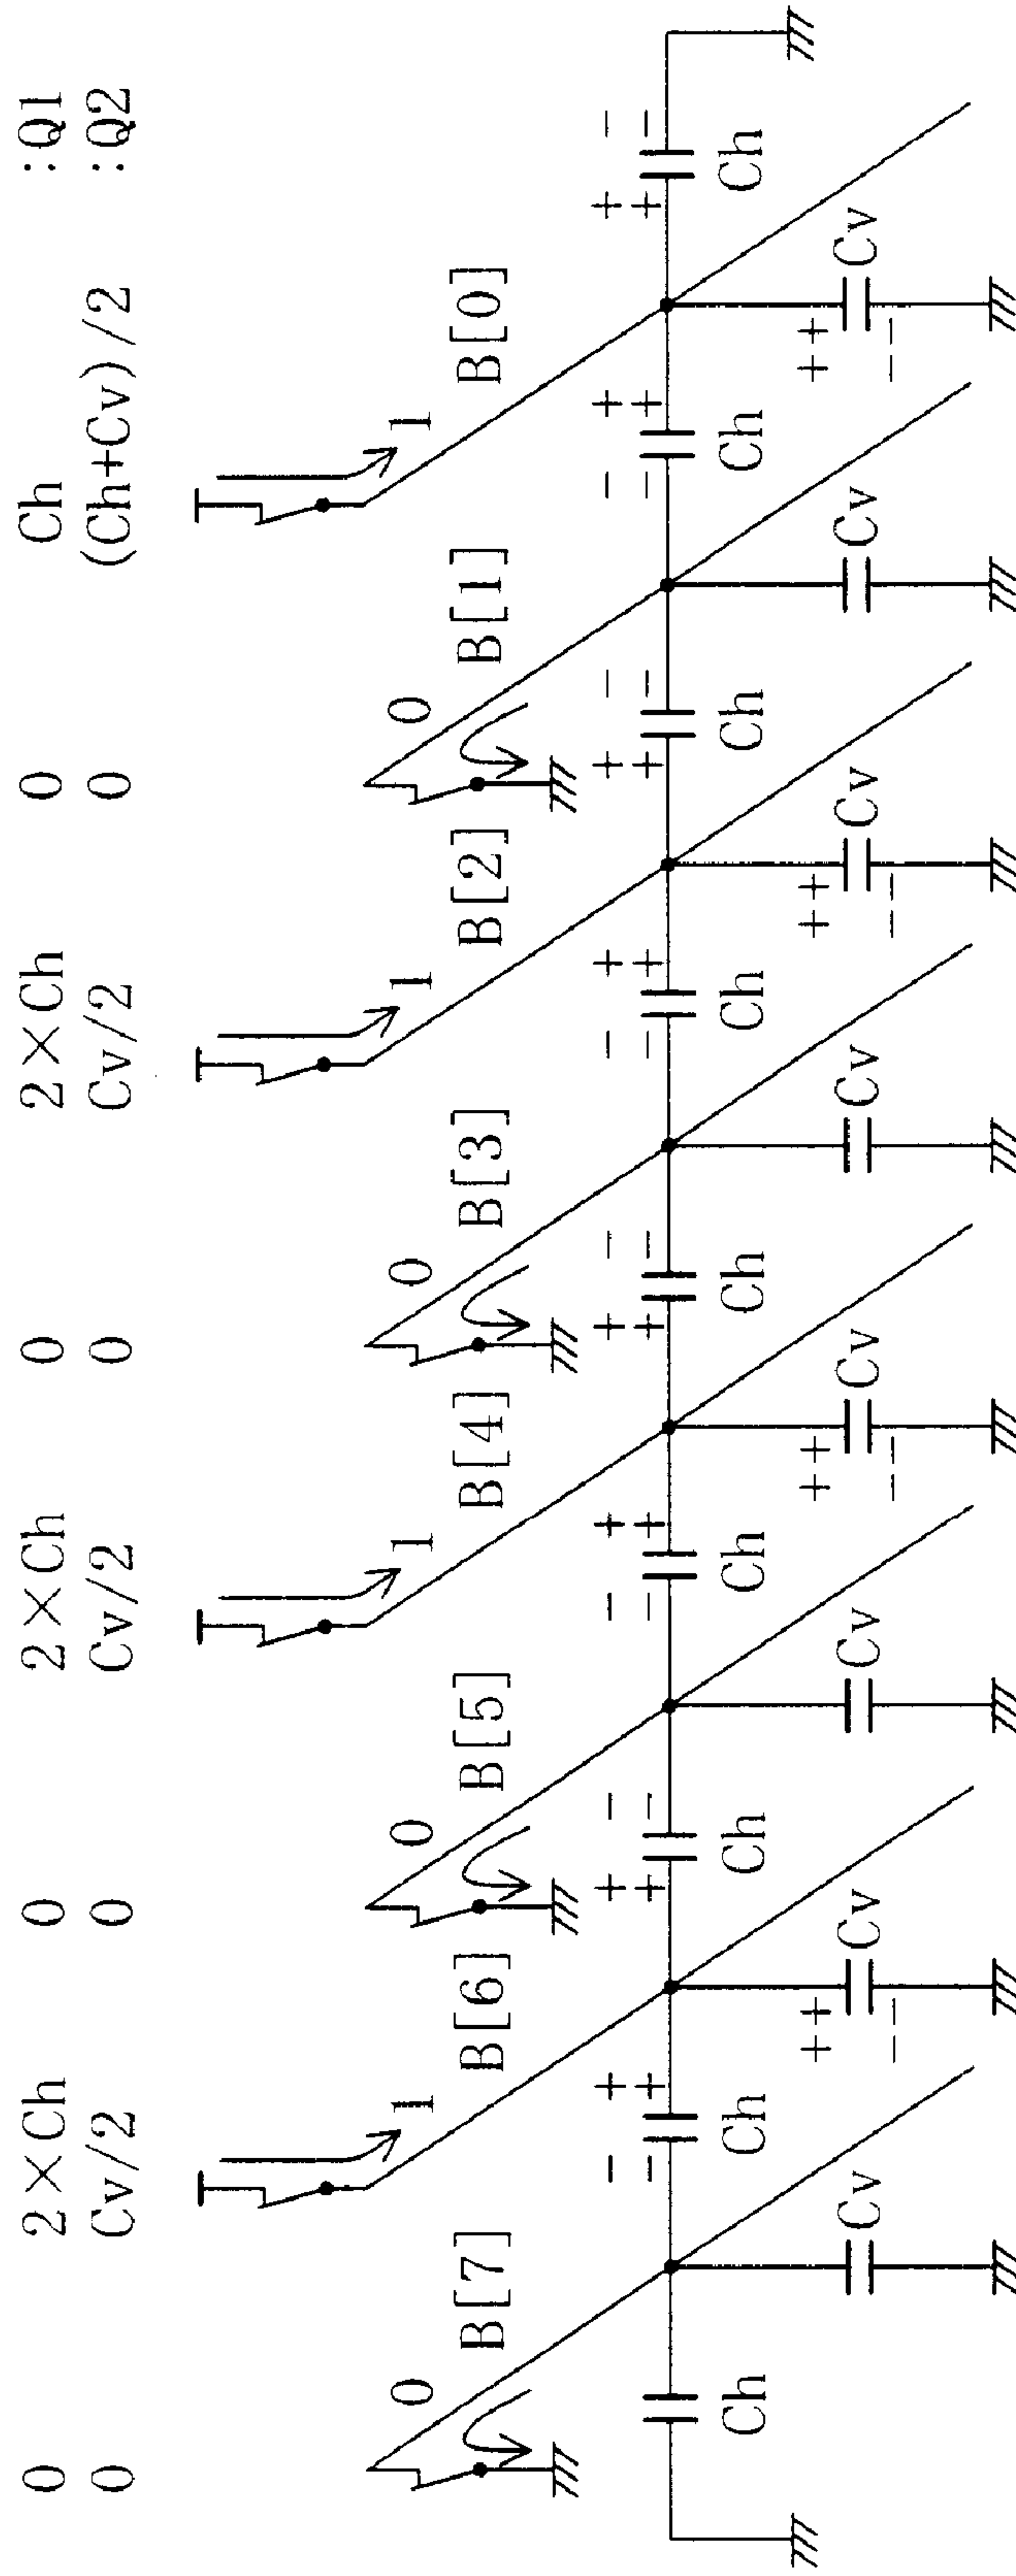 0 2×Ch 0 2×Ch 0 2×Ch 0 Ch :Q1
0 Cv/2 0 Cv/2 0 Cv/2 0 (Ch+Cv)/2 :Q2
0 1 0 1 0 1 0 1
B[7] B[6] B[5] B[4] B[3] B[2] B[1] B[0]
− + + − − + + − − + + − − + + −
− + + − − + + − − + + − − + + −
Ch Ch Ch Ch Ch Ch Ch Ch Ch
++ ++ ++ ++
Cv Cv Cv Cv Cv Cv Cv Cv
−− −− −− −−